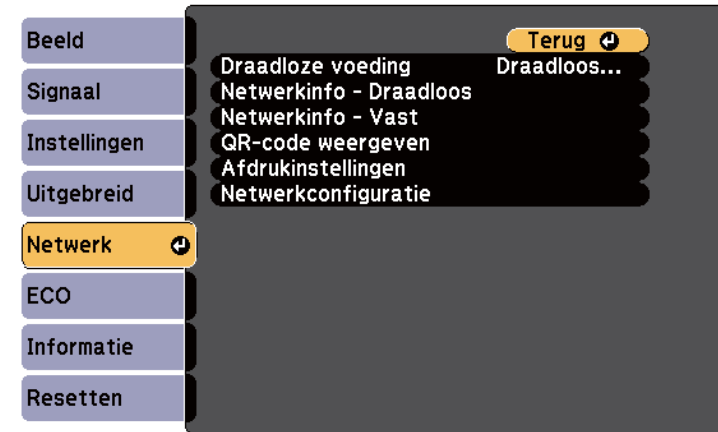 Beeld
Signaal
Instellingen
Uitgebreid
Netwerk
ECO
Informatie
Resetten
Terug
Draadloze voeding Draadloos...
Netwerkinfo - Draadloos
Netwerkinfo - Vast
QR-code weergeven
Afdrukinstellingen
Netwerkconfiguratie